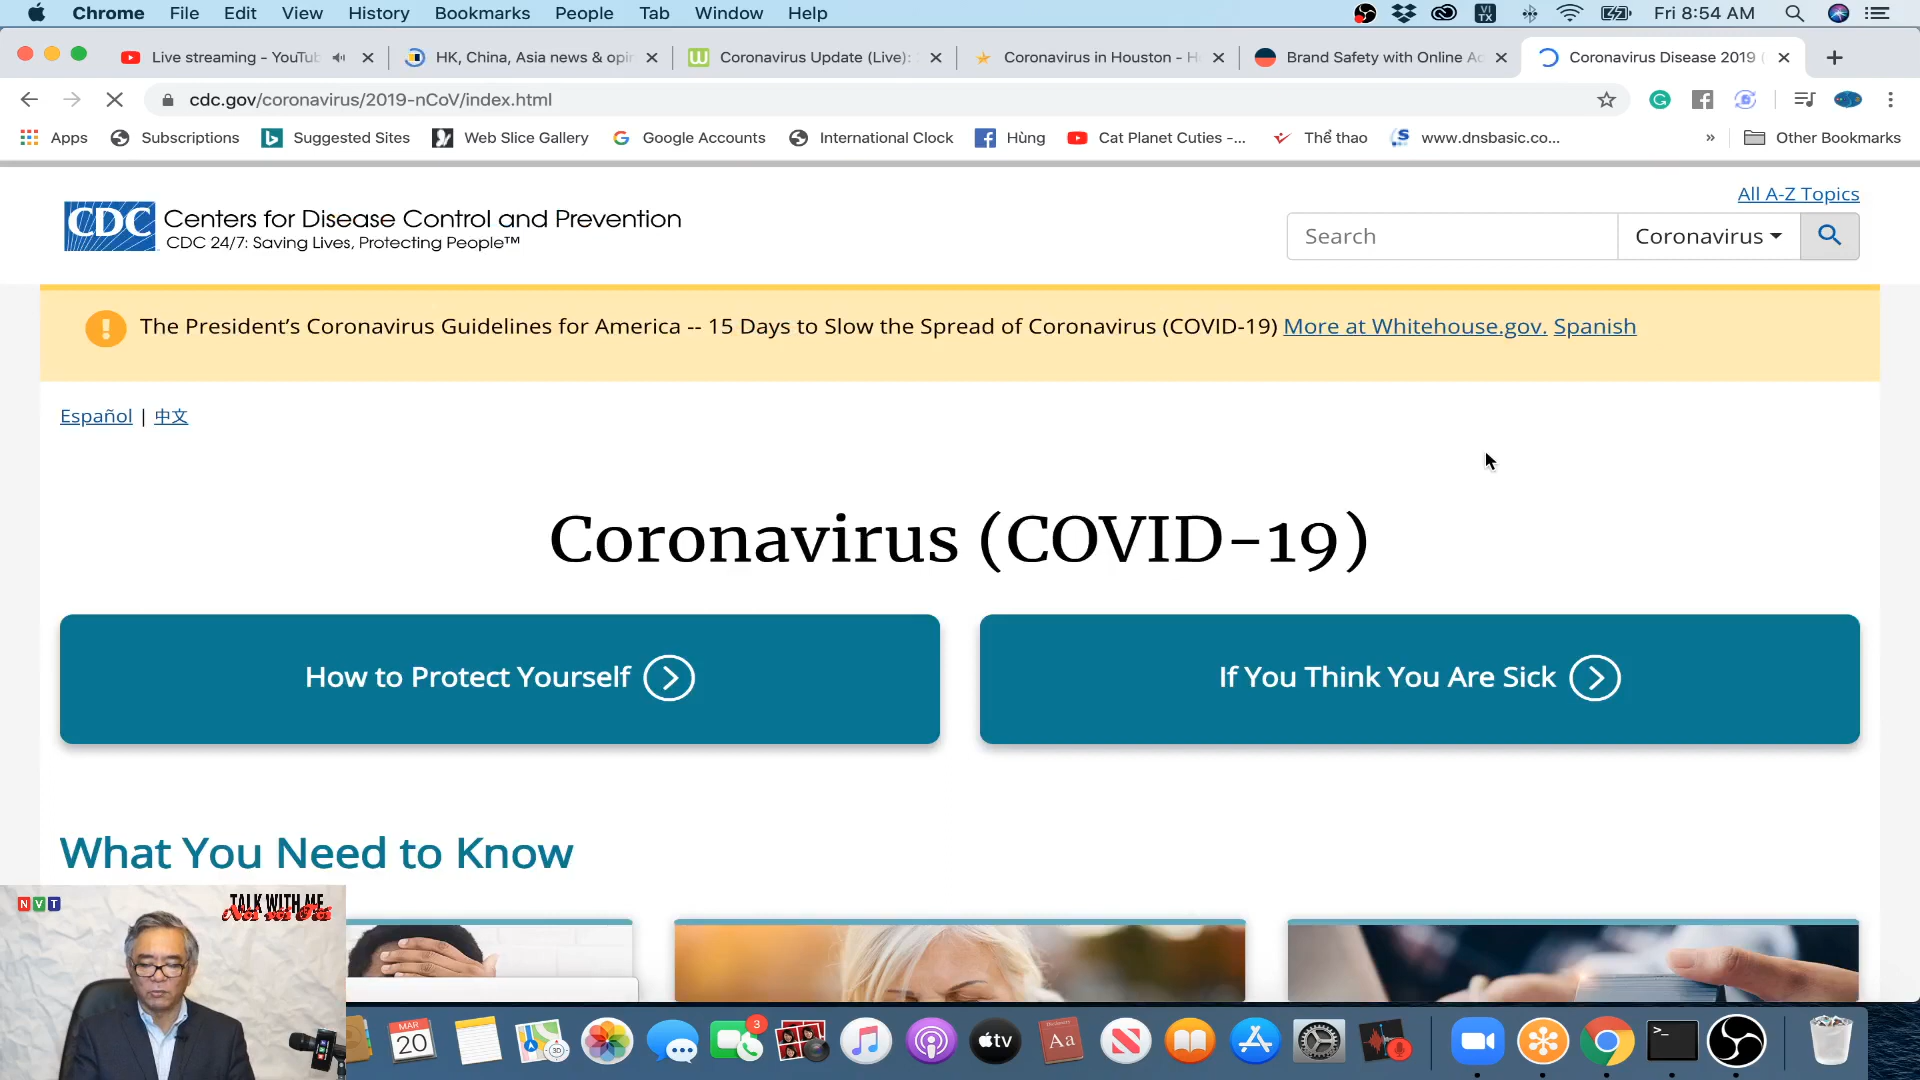 Chrome File Edit View History Bookmarks People Tab Window Help
VI TX
Fri 8:54 AM
Live streaming - YouTub
HK, China, Asia news & opin
Coronavirus Update (Live):
Coronavirus in Houston - H
Brand Safety with Online Ad
Coronavirus Disease 2019 (
cdc.gov/coronavirus/2019-nCoV/index.html
Apps Subscriptions Suggested Sites Web Slice Gallery Google Accounts International Clock Hùng Cat Planet Cuties -... Thể thao www.dnsbasic.co... » Other Bookmarks
All A-Z Topics
CDC Centers for Disease Control and Prevention
CDC 24/7: Saving Lives, Protecting People™
Search
Coronavirus
The President's Coronavirus Guidelines for America -- 15 Days to Slow the Spread of Coronavirus (COVID-19) More at Whitehouse.gov. Spanish
Español | 中文
Coronavirus (COVID-19)
How to Protect Yourself
If You Think You Are Sick
What You Need to Know
NVT
TALK WITH ME
MAR
20
3D
3
tv
Aa